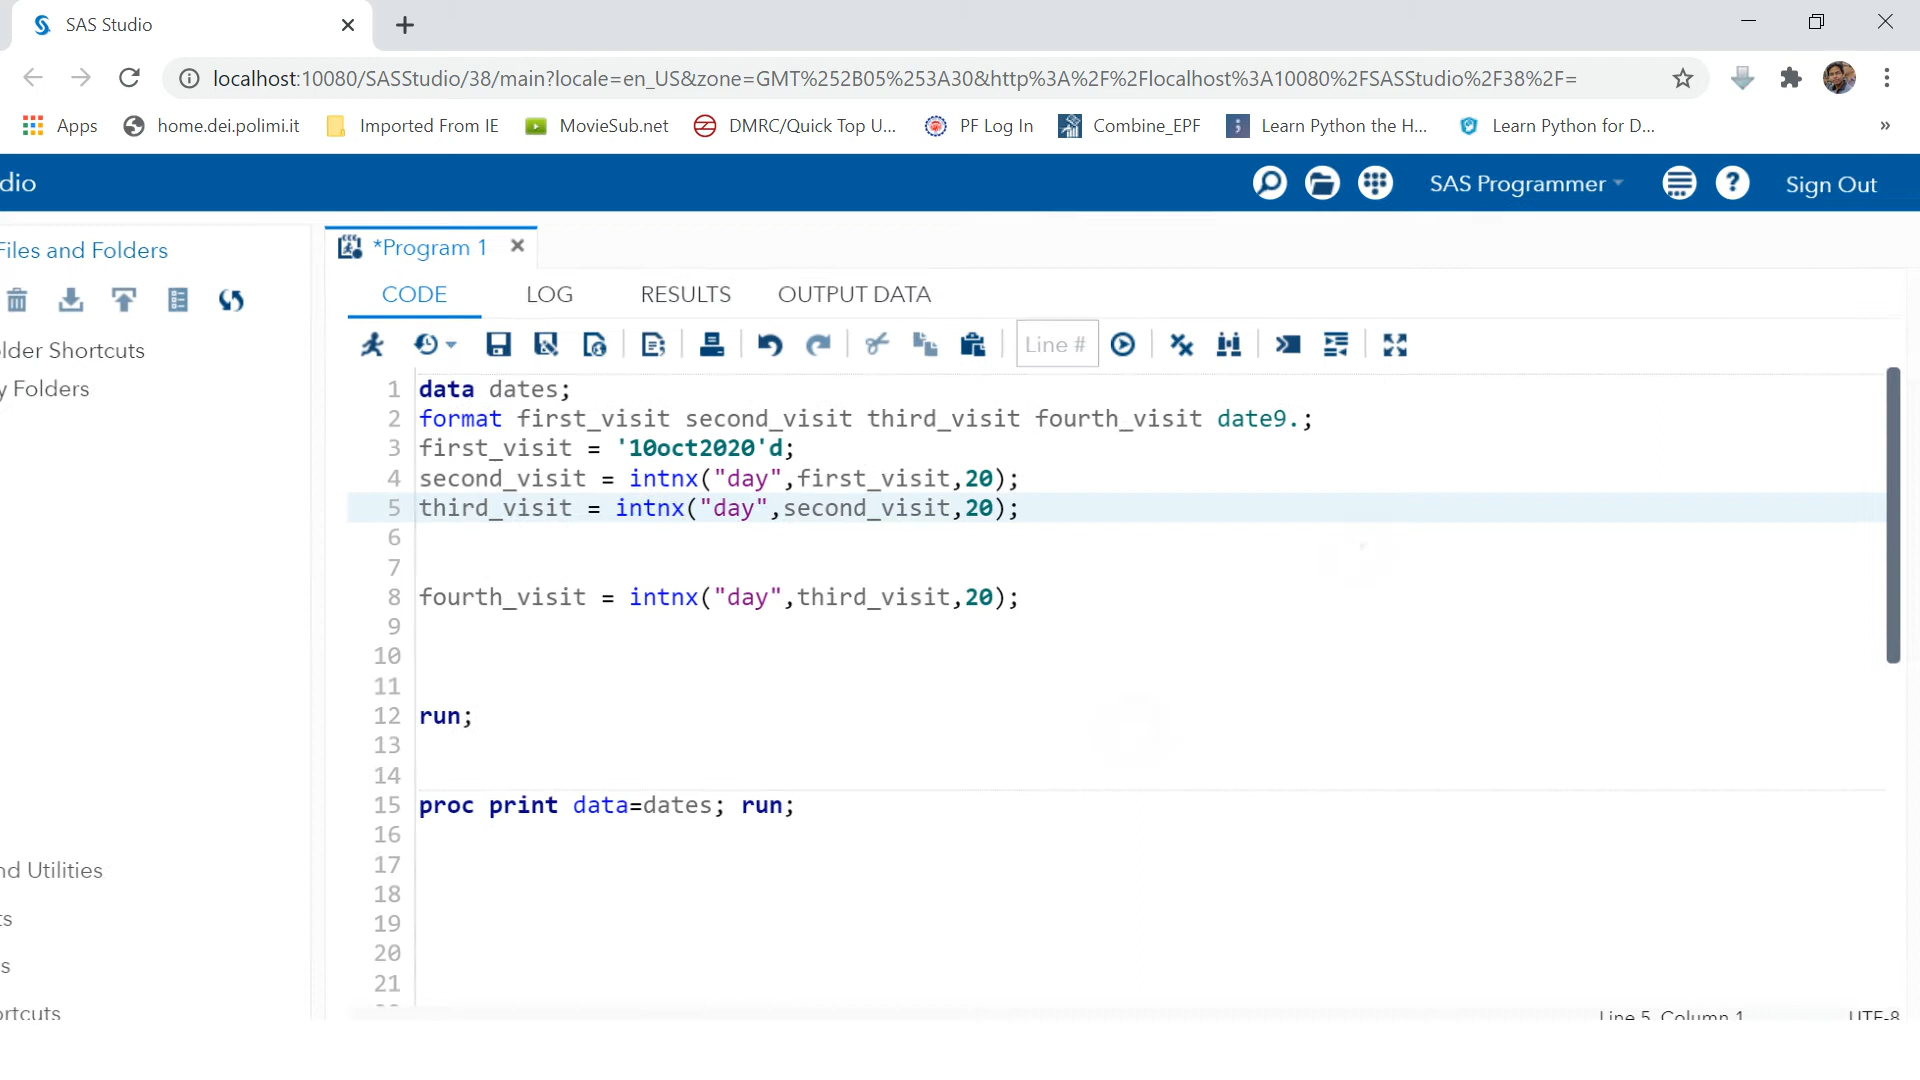 SAS Studio
localhost:10080/SASStudio/38/main?locale=en_US&zone=GMT%252B05%253A30&http%3A%2F%2Flocalhost%3A10080%2FSASStudio%2F38%2F=
Apps home.dei.polimi.it Imported From IE MovieSub.net DMRC/Quick Top U... PF Log In Combine_EPF Learn Python the H... Learn Python for D... »
dio SAS Programmer ? Sign Out
Files and Folders
*Program 1
CODE LOG RESULTS OUTPUT DATA
Line #
lder Shortcuts
y Folders
1 data dates;
2 format first_visit second_visit third_visit fourth_visit date9.;
3 first_visit = '10oct2020'd;
4 second_visit = intnx("day",first_visit,20);
5 third_visit = intnx("day",second_visit,20);
6
7
8 fourth_visit = intnx("day",third_visit,20);
9
10
11
12 run;
13
14
15 proc print data=dates; run;
16
17
18
19
20
21
nd Utilities
ts
s
ortcuts
Line 5, Column 1 UTF-8